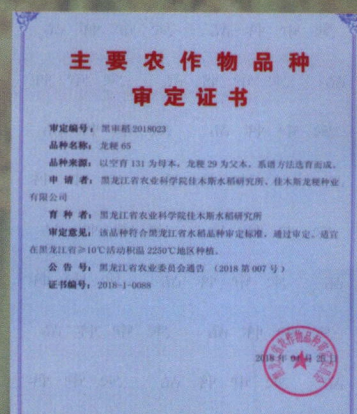 主要农作物品种
审定证书
审定编号：黑审稻2018023
品种名称：龙粳65
品种来源：以空育131为母本，龙粳29为父本，系谱方法选育而成。
申请者：黑龙江省农业科学院佳木斯水稻研究所、佳木斯龙粳种业
有限公司
育种者：黑龙江省农业科学院佳木斯水稻研究所
审定意见：该品种符合黑龙江省水稻品种审定标准，通过审定。适宜
在黑龙江省≥10℃活动积温2250℃地区种植。
公告号：黑龙江省农业委员会通告（2018第007号）
证书编号：2018-1-0088
2018年